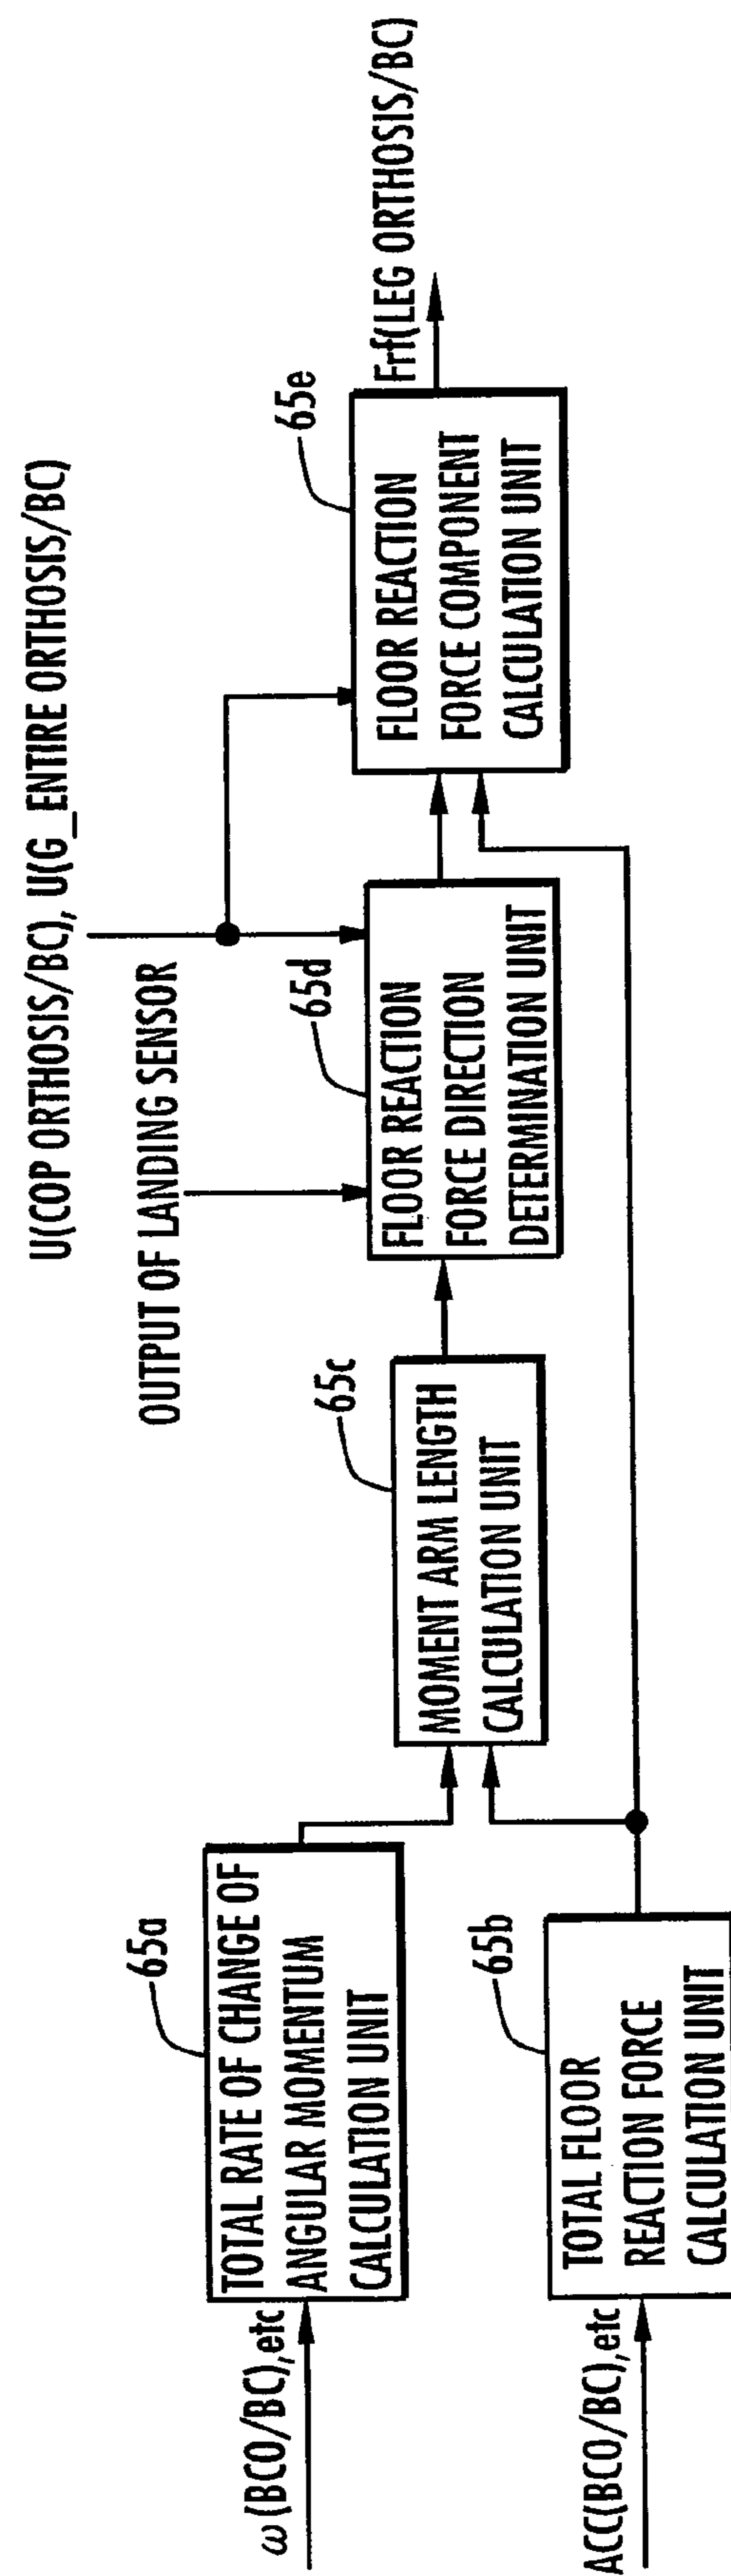 U(COP ORTHOSIS/BC), U(G_ENTIRE ORTHOSIS/BC)
OUTPUT OF LANDING SENSOR
ω(BCO/BC),etc
65a
TOTAL RATE OF CHANGE OF
ANGULAR MOMENTUM
CALCULATION UNIT
ACC(BCO/BC),etc
65b
TOTAL FLOOR
REACTION FORCE
CALCULATION UNIT
65c
MOMENT ARM LENGTH
CALCULATION UNIT
65d
FLOOR REACTION
FORCE DIRECTION
DETERMINATION UNIT
65e
FLOOR REACTION
FORCE COMPONENT
CALCULATION UNIT
Frf(LEG ORTHOSIS/BC)